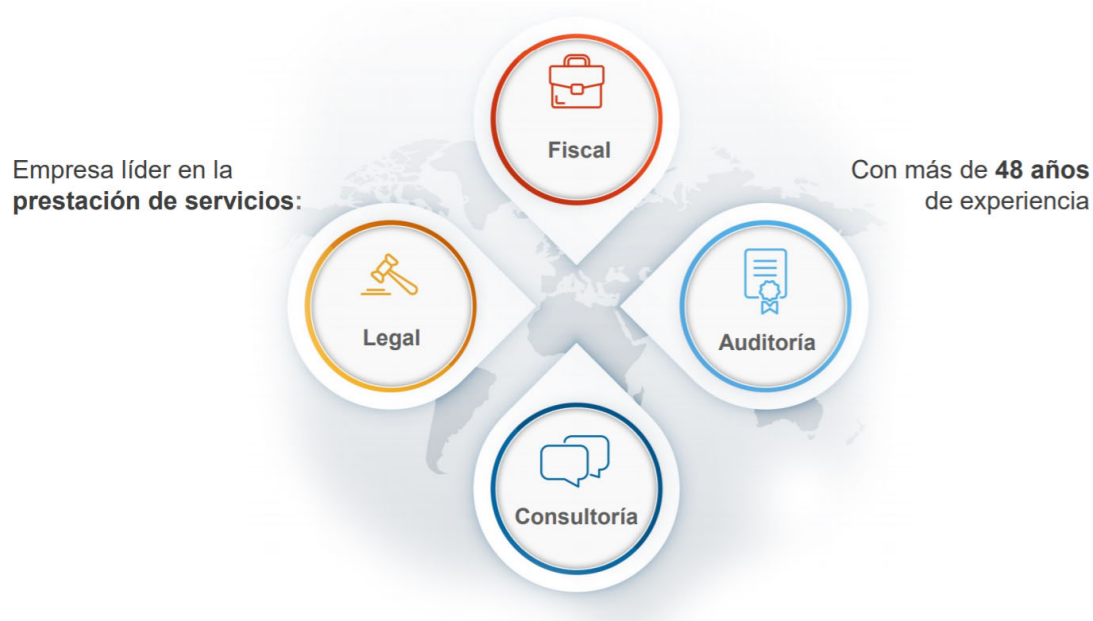 Fiscal
Empresa líder en la
prestación de servicios:
Con más de 48 años
de experiencia
Legal
Auditoría
Consultoría